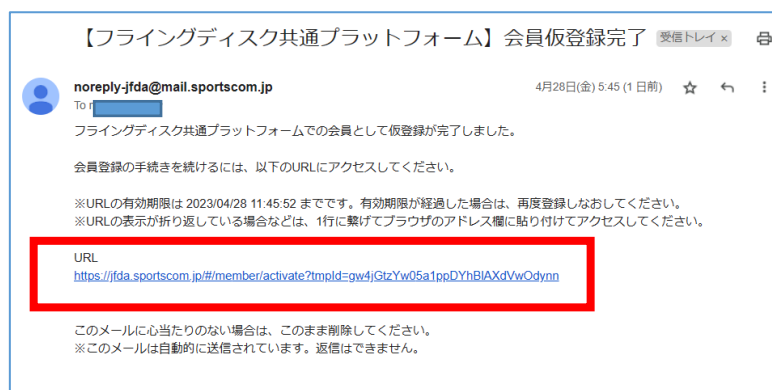 【フライングディスク共通プラットフォーム】会員仮登録完了 受信トレイ ×
noreply-jfda@mail.sportscom.jp 4月28日(金) 5:45 (1 日前)
To r
フライングディスク共通プラットフォームでの会員として仮登録が完了しました。
会員登録の手続きを続けるには、以下のURLにアクセスしてください。
※URLの有効期限は 2023/04/28 11:45:52 までです。有効期限が経過した場合は、再度登録しなおしてください。
※URLの表示が折り返している場合などは、1行に繋げてブラウザのアドレス欄に貼り付けてアクセスしてください。
URL
https://jfda.sportscom.jp/#/member/activate?tmpId=gw4jGtzYw05a1ppDYhBlAXdVwOdynn
このメールに心当たりのない場合は、このまま削除してください。
※このメールは自動的に送信されています。返信はできません。